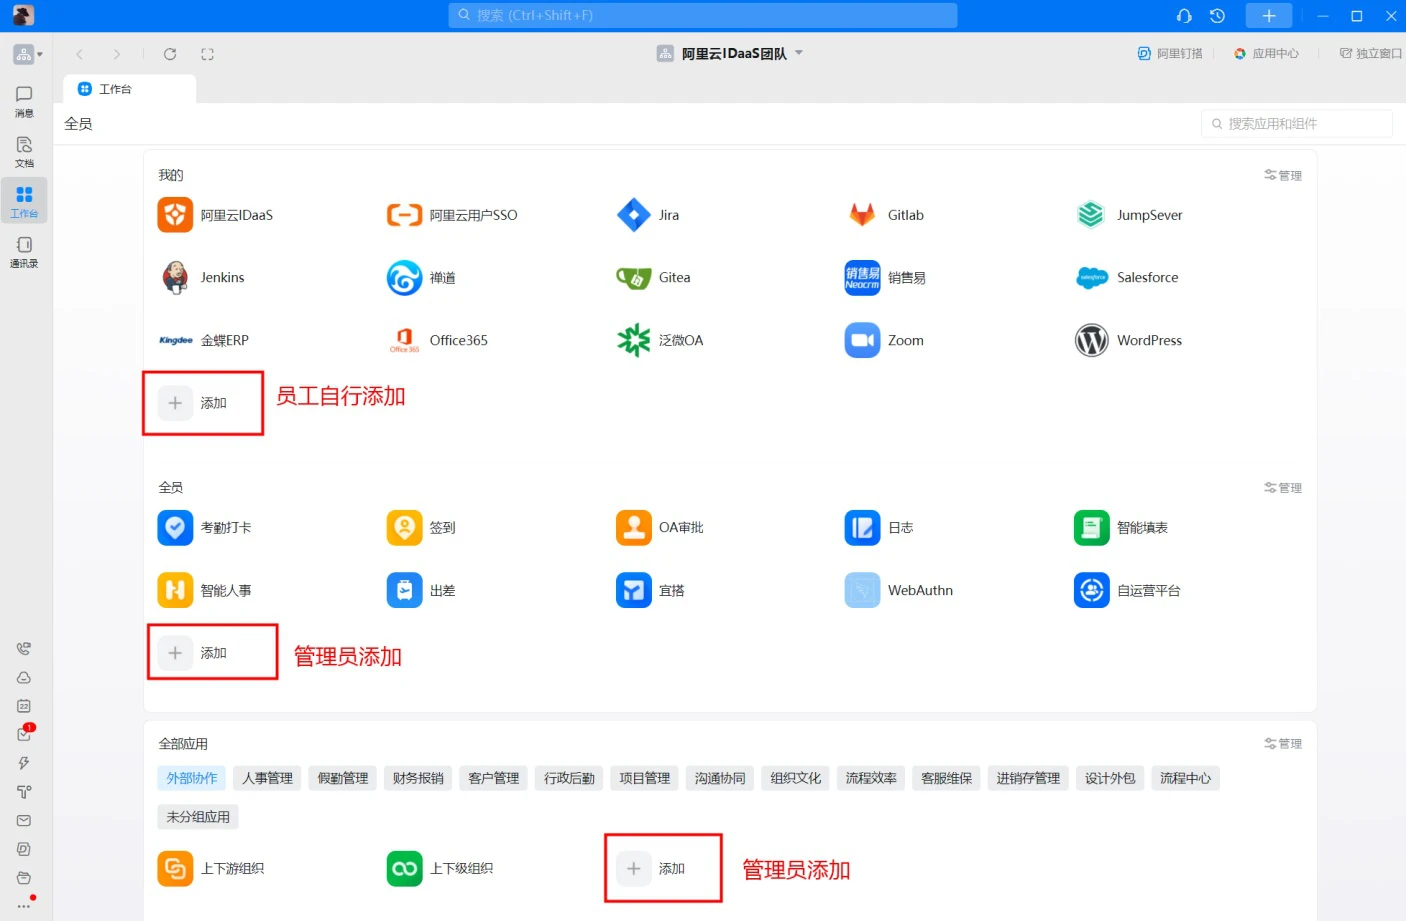 搜索 (Ctrl+Shift+F)
阿里云IDaaS团队
阿里钉搭
应用中心
独立窗口
工作台
消息
文档
工作台
通讯录
22
1
全员
搜索应用和组件
我的
管理
阿里云IDaaS
阿里云用户SSO
Jira
Gitlab
JumpSever
Jenkins
禅道
Gitea
销售易 Neocrm
销售易
salesforce
Salesforce
Kingdee
金蝶ERP
Office 365
Office365
泛微OA
Zoom
WordPress
添加
员工自行添加
全员
管理
考勤打卡
签到
OA审批
日志
智能填表
智能人事
出差
宜搭
WebAuthn
自运营平台
添加
管理员添加
全部应用
管理
外部协作
人事管理
假勤管理
财务报销
客户管理
行政后勤
项目管理
沟通协同
组织文化
流程效率
客服维保
进销存管理
设计外包
流程中心
未分组应用
上下游组织
上下级组织
添加
管理员添加